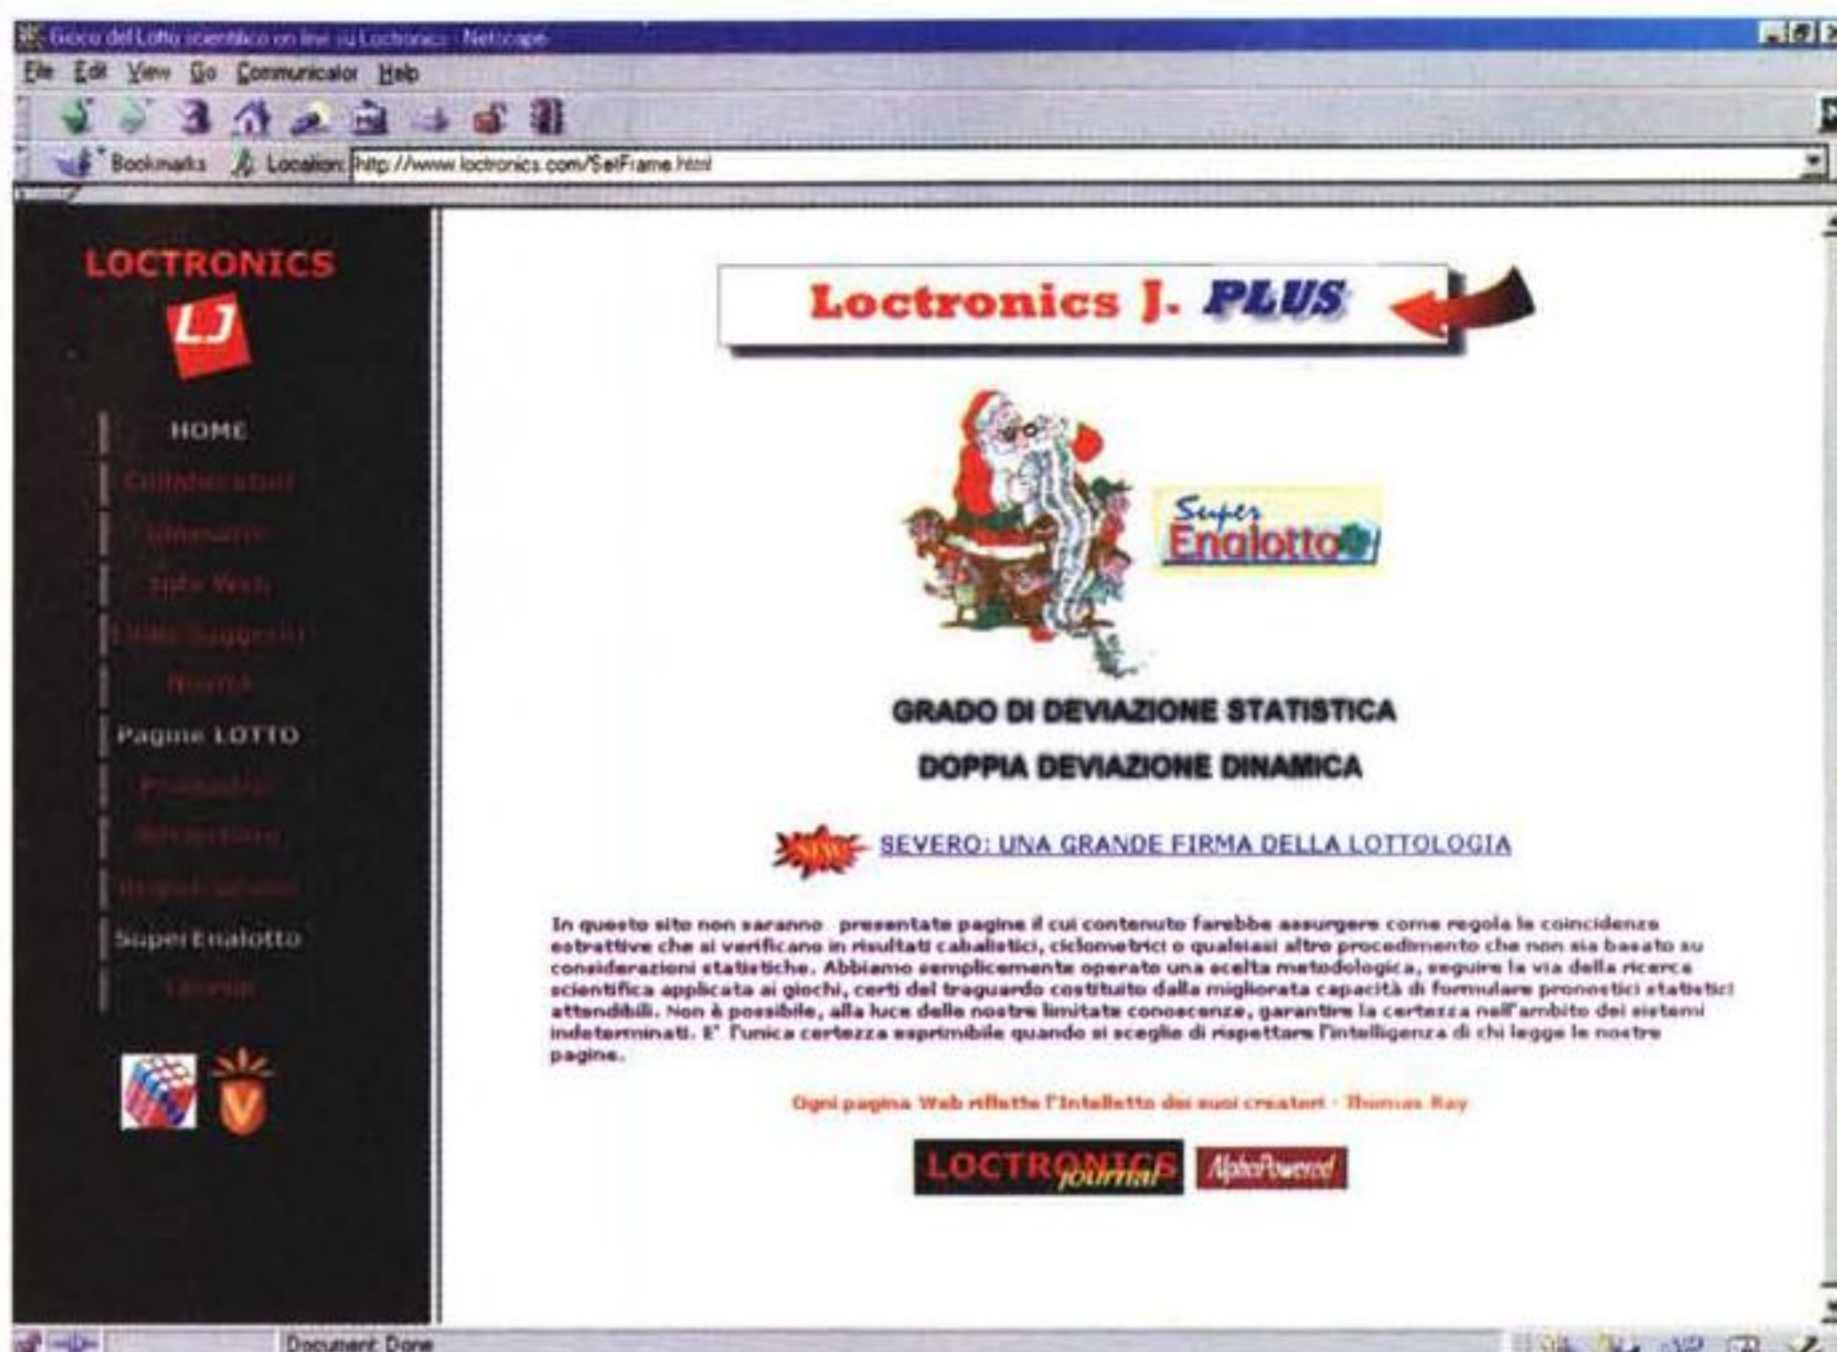 Gioco del Lotto scientifico on line su Loctronics - Netscape
File Edit View Go Communicator Help
Bookmarks Location: http://www.loctronics.com/SetFrame.html
LOCTRONICS
LJ
HOME
Collaboratori
Links Suggeriti
Novità
Pagine LOTTO
SuperEnalotto
Loctronics J. PLUS
Super
Enalotto
GRADO DI DEVIAZIONE STATISTICA
DOPPIA DEVIAZIONE DINAMICA
NEW SEVERO: UNA GRANDE FIRMA DELLA LOTTOLOGIA
In questo sito non saranno presentate pagine il cui contenuto farebbe assurgere come regola le coincidenze
estrattive che si verificano in risultati cabalistici, ciclometrici o qualsiasi altro procedimento che non sia basato su
considerazioni statistiche. Abbiamo semplicemente operato una scelta metodologica, seguire la via della ricerca
scientifica applicata ai giochi, certi del traguardo costituito dalla migliorata capacità di formulare pronostici statistici
attendibili. Non è possibile, alla luce delle nostre limitate conoscenze, garantire la certezza nell'ambito dei sistemi
indeterminati. E' l'unica certezza esprimibile quando si sceglie di rispettare l'intelligenza di chi legge le nostre
pagine.
Ogni pagina Web riflette l'Intelletto dei suoi creatori - Thomas Ray
LOCTRONICS
journal
AlphaPowered
V
Document: Done